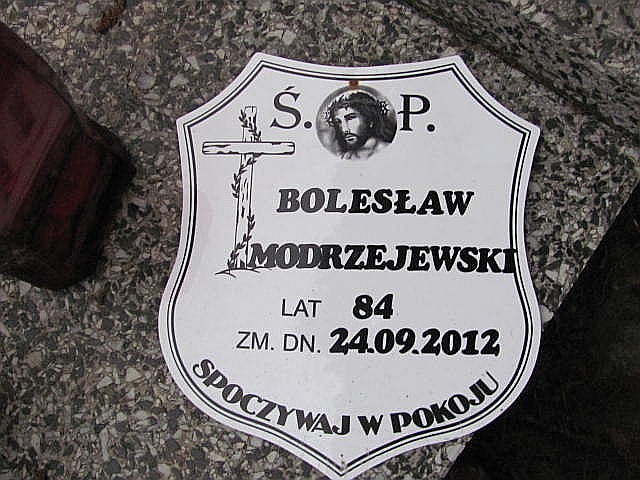 Ś. P.
BOLESŁAW
MODRZEJEWSKI
LAT 84
ZM. DN. 24.09.2012
SPOCZYWAJ W POKOJU